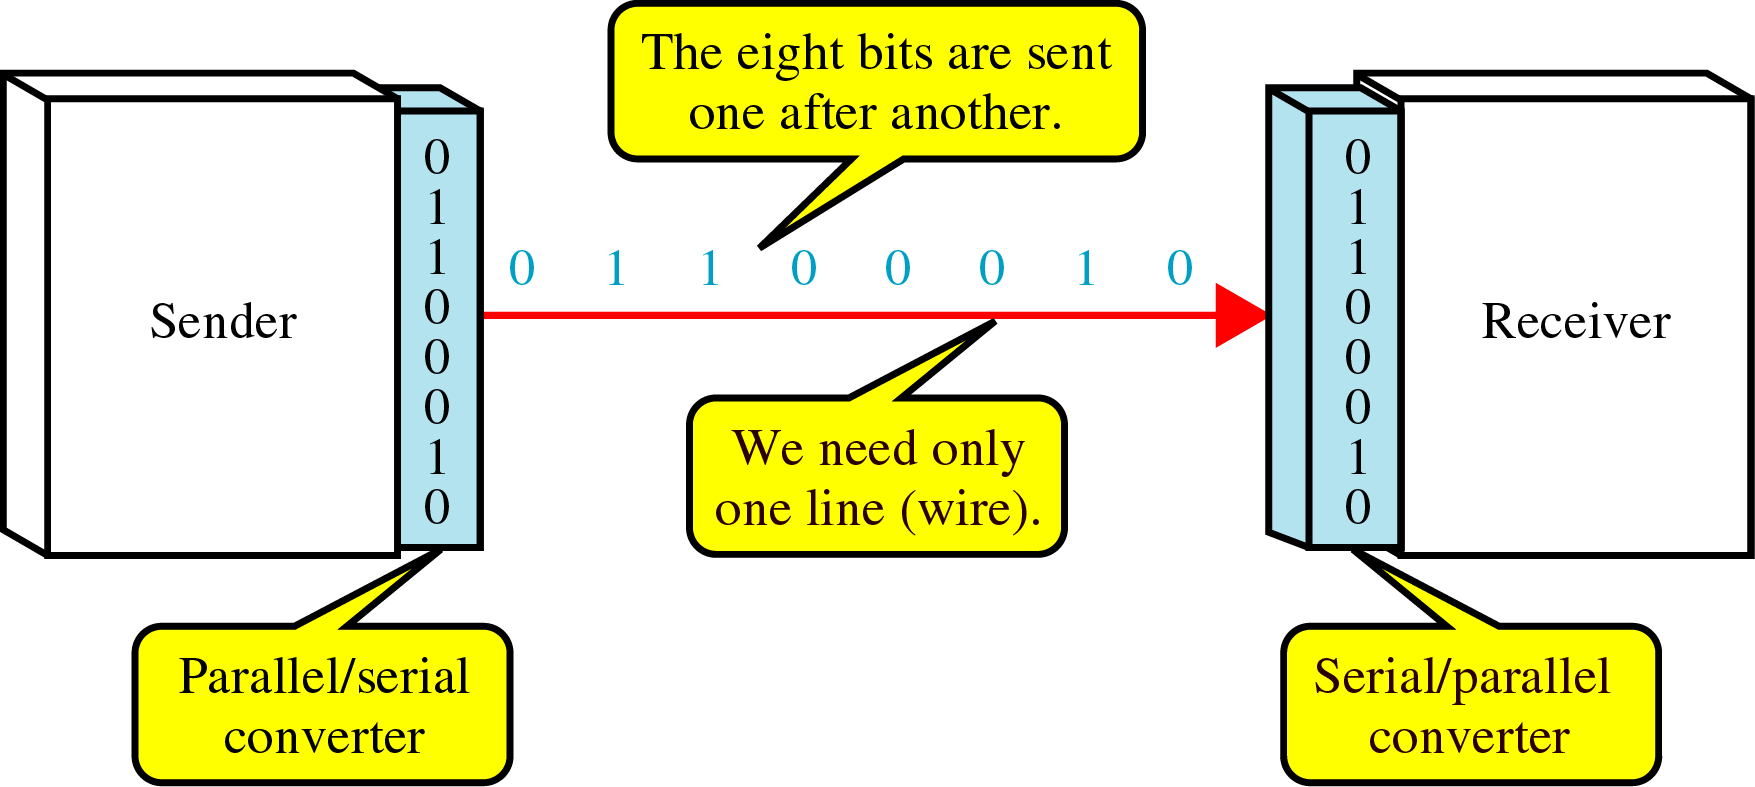 The eight bits are sent
one after another.
Sender
0
1
1
0
0
0
1
0
0 1 1 0 0 0 1 0
0
1
1
0
0
0
1
0
Receiver
We need only
one line (wire).
Parallel/serial
converter
Serial/parallel
converter